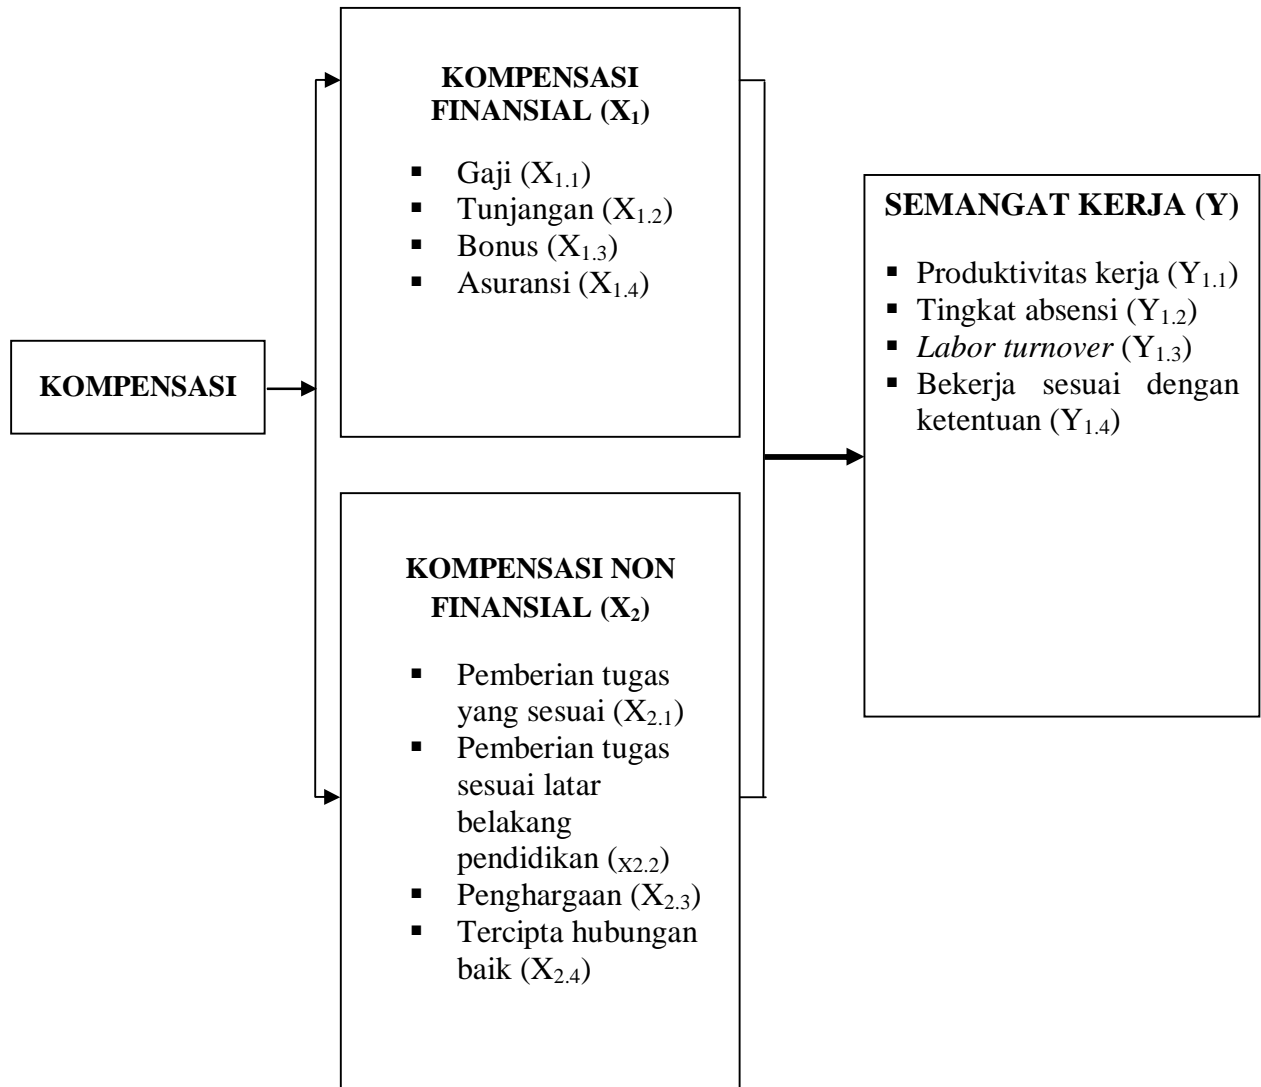 KOMPENSASI
KOMPENSASI
FINANSIAL (X₁)
▪ Gaji (X₁.₁)
▪ Tunjangan (X₁.₂)
▪ Bonus (X₁.₃)
▪ Asuransi (X₁.₄)
KOMPENSASI NON
FINANSIAL (X₂)
▪ Pemberian tugas
yang sesuai (X₂.₁)
▪ Pemberian tugas
sesuai latar
belakang
pendidikan (X2.2)
▪ Penghargaan (X₂.₃)
▪ Tercipta hubungan
baik (X₂.₄)
SEMANGAT KERJA (Y)
▪ Produktivitas kerja (Y₁.₁)
▪ Tingkat absensi (Y₁.₂)
▪ Labor turnover (Y₁.₃)
▪ Bekerja sesuai dengan
ketentuan (Y₁.₄)